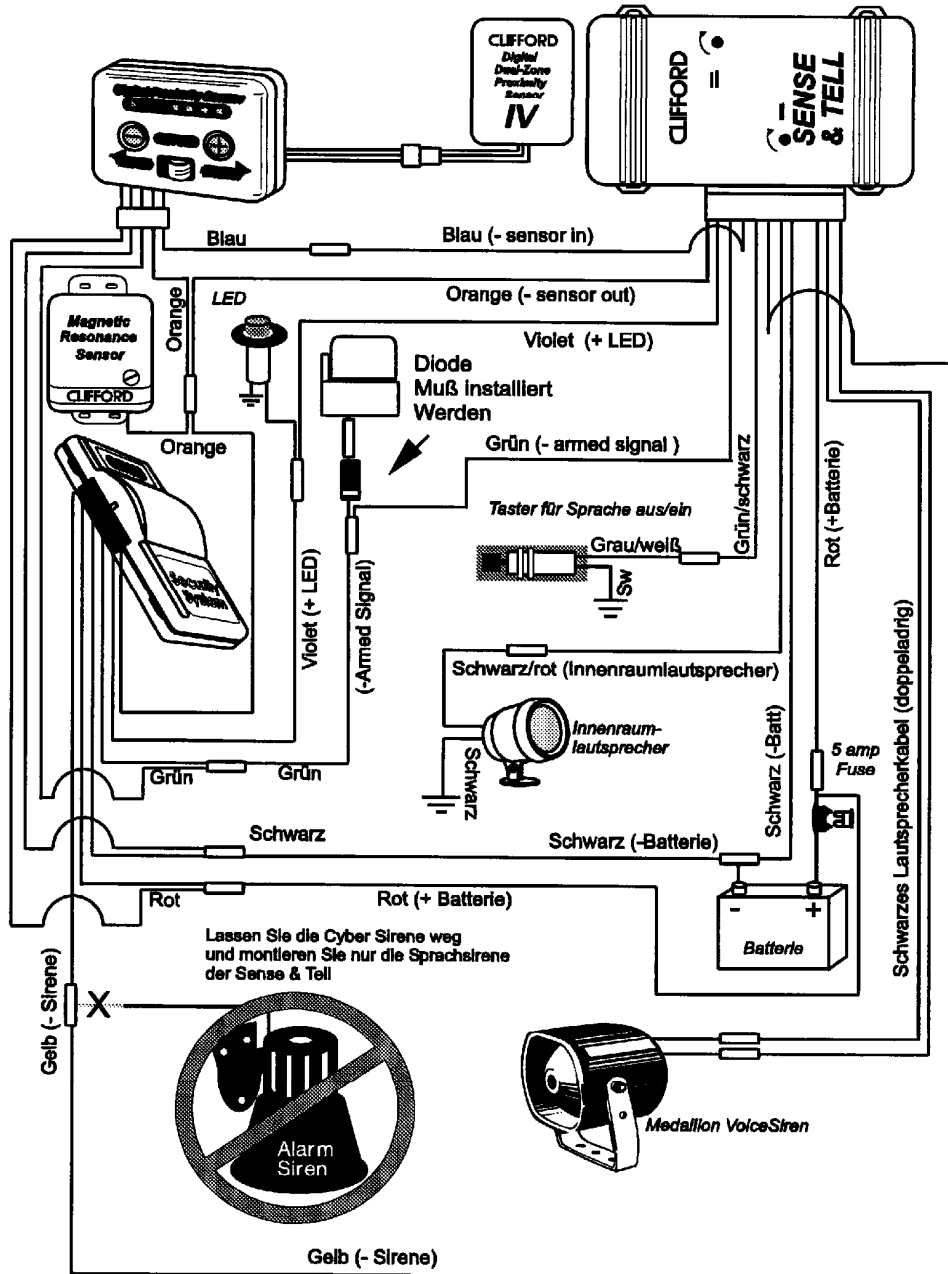 CLIFFORD
Digital
Dual-Zone
Proximity
Sensor
IV
CLIFFORD
SENSE
& TELL
Blau
Blau (- sensor in)
Orange
LED
Orange (- sensor out)
Violet (+ LED)
Magnetic
Resonance
Sensor
CLIFFORD
Diode
Muß installiert
Werden
Orange
Grün (- armed signal )
Grün/schwarz
Rot (+Batterie)
Taster für Sprache aus/ein
Grau/weiß
Sw
Security
System
Violet (+ LED)
(-Armed Signal)
Schwarz/rot (Innenraumlautsprecher)
Innenraum-
lautsprecher
Schwarz
Schwarz (-Batt)
5 amp
Fuse
Schwarzes Lautsprecherkabel (doppeladrig)
Grün
Grün
Schwarz
Schwarz (-Batterie)
Rot
Rot (+ Batterie)
- +
Batterie
Lassen Sie die Cyber Sirene weg
und montieren Sie nur die Sprachsirene
der Sense & Tell
Gelb (- Sirene)
X
Alarm
Siren
Medallion VoiceSiren
Gelb (- Sirene)